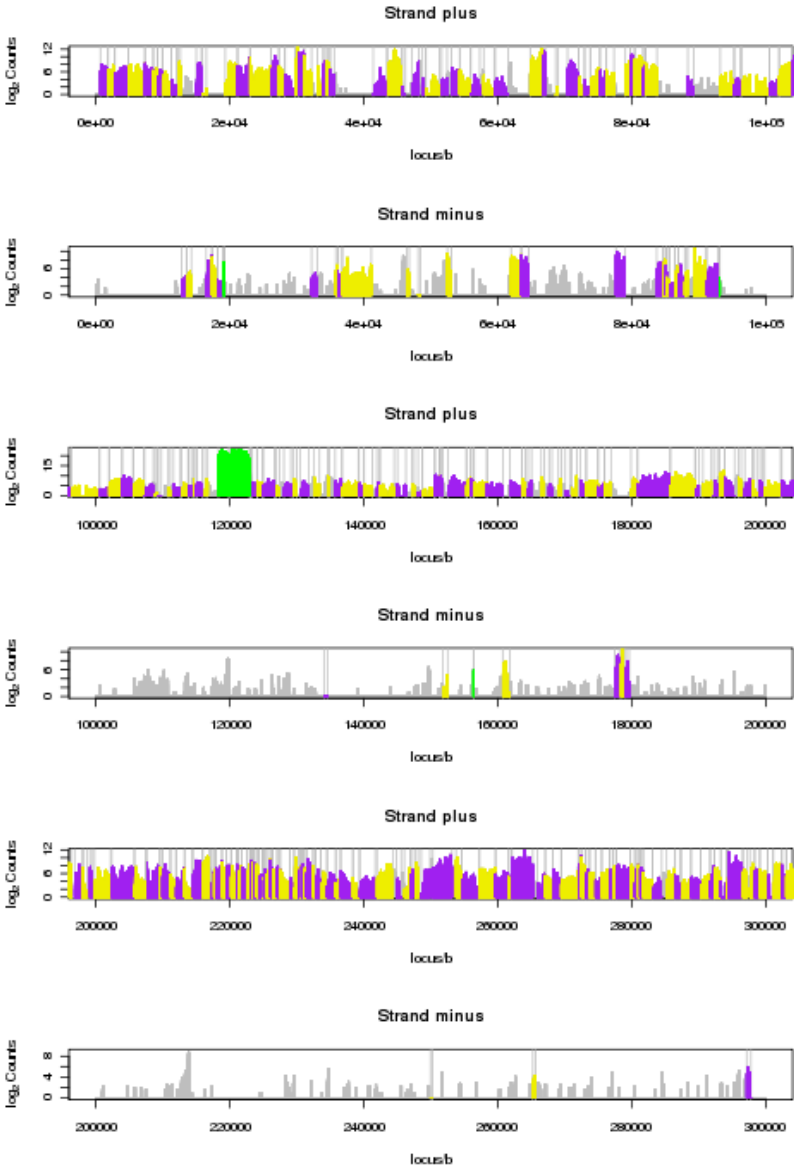 Strand plus
log₂ Counts
0 6 12
0e+00 2e+04 4e+04 6e+04 8e+04 1e+05
locus/b
Strand minus
log₂ Counts
0 6
0e+00 2e+04 4e+04 6e+04 8e+04 1e+05
locus/b
Strand plus
log₂ Counts
0 15
100000 120000 140000 160000 180000 200000
locus/b
Strand minus
log₂ Counts
0 6
100000 120000 140000 160000 180000 200000
locus/b
Strand plus
log₂ Counts
0 6 12
200000 220000 240000 260000 280000 300000
locus/b
Strand minus
log₂ Counts
0 4 8
200000 220000 240000 260000 280000 300000
locus/b